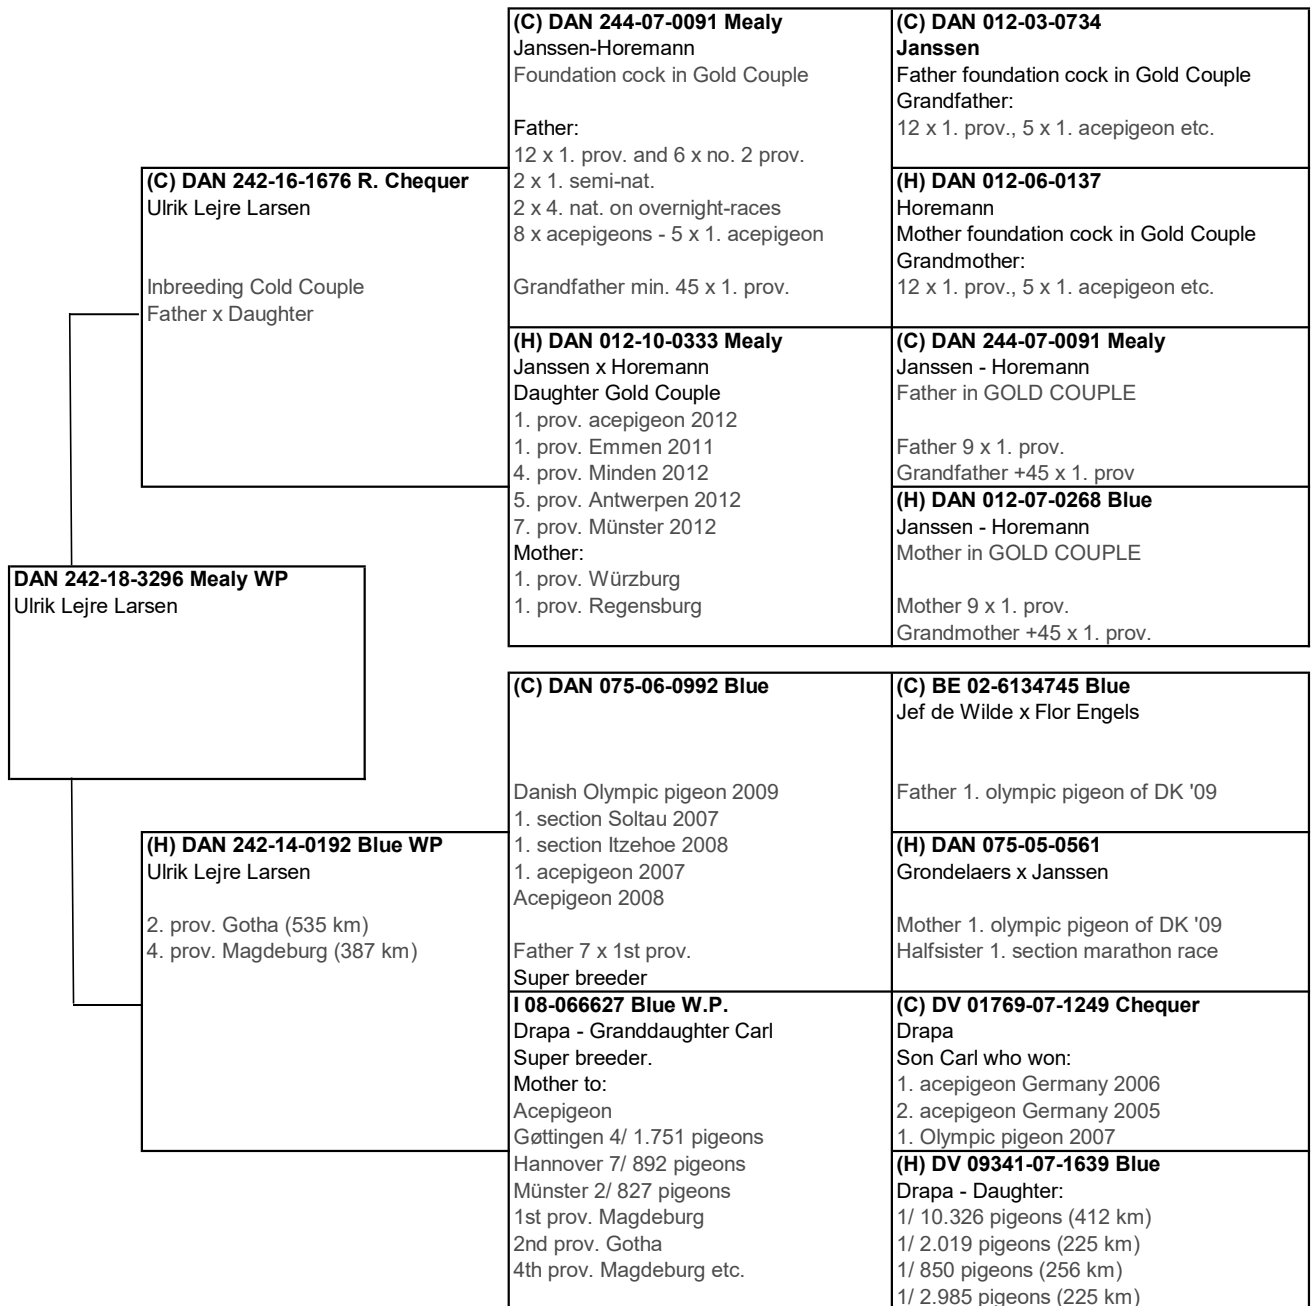 (C) DAN 244-07-0091 Mealy
Janssen-Horemann
Foundation cock in Gold Couple
Father:
12 x 1. prov. and 6 x no. 2 prov.
2 x 1. semi-nat.
2 x 4. nat. on overnight-races
8 x acepigeons - 5 x 1. acepigeon
Grandfather min. 45 x 1. prov.
(C) DAN 012-03-0734
Janssen
Father foundation cock in Gold Couple
Grandfather:
12 x 1. prov., 5 x 1. acepigeon etc.
(C) DAN 242-16-1676 R. Chequer
Ulrik Lejre Larsen
Inbreeding Cold Couple
Father x Daughter
(H) DAN 012-06-0137
Horemann
Mother foundation cock in Gold Couple
Grandmother:
12 x 1. prov., 5 x 1. acepigeon etc.
(H) DAN 012-10-0333 Mealy
Janssen x Horemann
Daughter Gold Couple
1. prov. acepigeon 2012
1. prov. Emmen 2011
4. prov. Minden 2012
5. prov. Antwerpen 2012
7. prov. Münster 2012
Mother:
1. prov. Würzburg
1. prov. Regensburg
(C) DAN 244-07-0091 Mealy
Janssen - Horemann
Father in GOLD COUPLE
Father 9 x 1. prov.
Grandfather +45 x 1. prov
(H) DAN 012-07-0268 Blue
Janssen - Horemann
Mother in GOLD COUPLE
Mother 9 x 1. prov.
Grandmother +45 x 1. prov.
DAN 242-18-3296 Mealy WP
Ulrik Lejre Larsen
(C) DAN 075-06-0992 Blue
Danish Olympic pigeon 2009
1. section Soltau 2007
1. section Itzehoe 2008
1. acepigeon 2007
Acepigeon 2008
Father 7 x 1st prov.
Super breeder
(C) BE 02-6134745 Blue
Jef de Wilde x Flor Engels
Father 1. olympic pigeon of DK '09
(H) DAN 242-14-0192 Blue WP
Ulrik Lejre Larsen
2. prov. Gotha (535 km)
4. prov. Magdeburg (387 km)
(H) DAN 075-05-0561
Grondelaers x Janssen
Mother 1. olympic pigeon of DK '09
Halfsister 1. section marathon race
I 08-066627 Blue W.P.
Drapa - Granddaughter Carl
Super breeder.
Mother to:
Acepigeon
Gøttingen 4/ 1.751 pigeons
Hannover 7/ 892 pigeons
Münster 2/ 827 pigeons
1st prov. Magdeburg
2nd prov. Gotha
4th prov. Magdeburg etc.
(C) DV 01769-07-1249 Chequer
Drapa
Son Carl who won:
1. acepigeon Germany 2006
2. acepigeon Germany 2005
1. Olympic pigeon 2007
(H) DV 09341-07-1639 Blue
Drapa - Daughter:
1/ 10.326 pigeons (412 km)
1/ 2.019 pigeons (225 km)
1/ 850 pigeons (256 km)
1/ 2.985 pigeons (225 km)